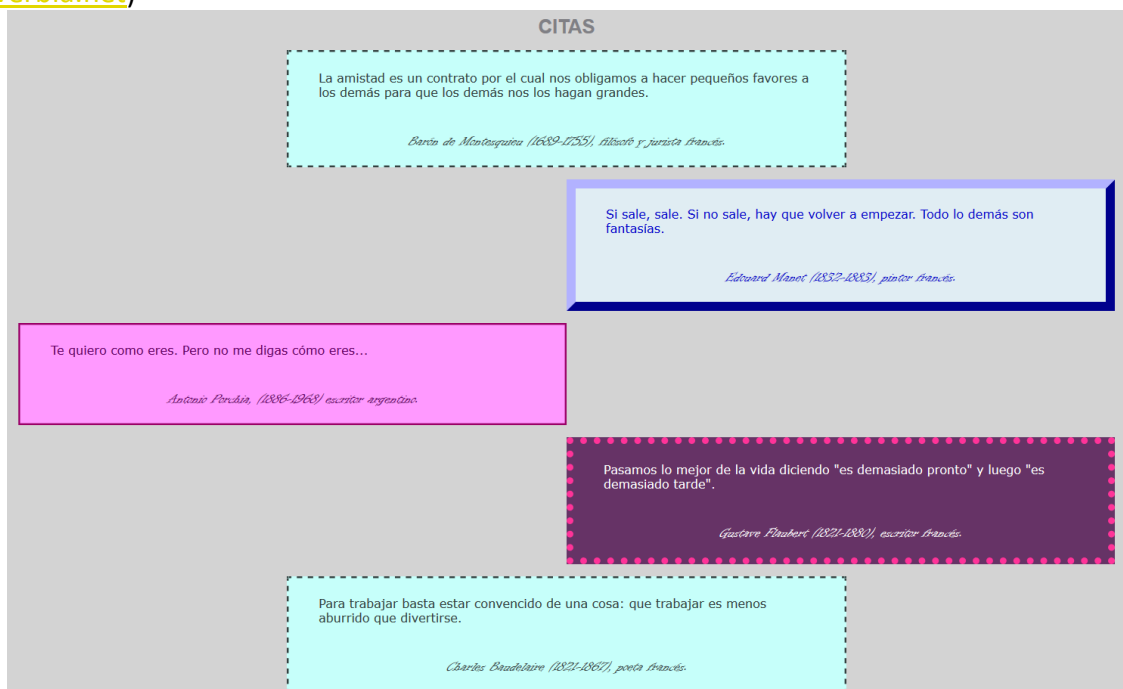 CITAS
La amistad es un contrato por el cual nos obligamos a hacer pequeños favores a
los demás para que los demás nos los hagan grandes.
Barón de Montesquieu (1689-1755), filósofo y jurista francés.
Si sale, sale. Si no sale, hay que volver a empezar. Todo lo demás son
fantasías.
Edouard Manet (1832-1883), pintor francés.
Te quiero como eres. Pero no me digas cómo eres...
Antonio Porchia, (1886-1968) escritor argentino.
Pasamos lo mejor de la vida diciendo "es demasiado pronto" y luego "es
demasiado tarde".
Gustave Flaubert (1821-1880), escritor francés.
Para trabajar basta estar convencido de una cosa: que trabajar es menos
aburrido que divertirse.
Charles Baudelaire (1821-1867), poeta francés.